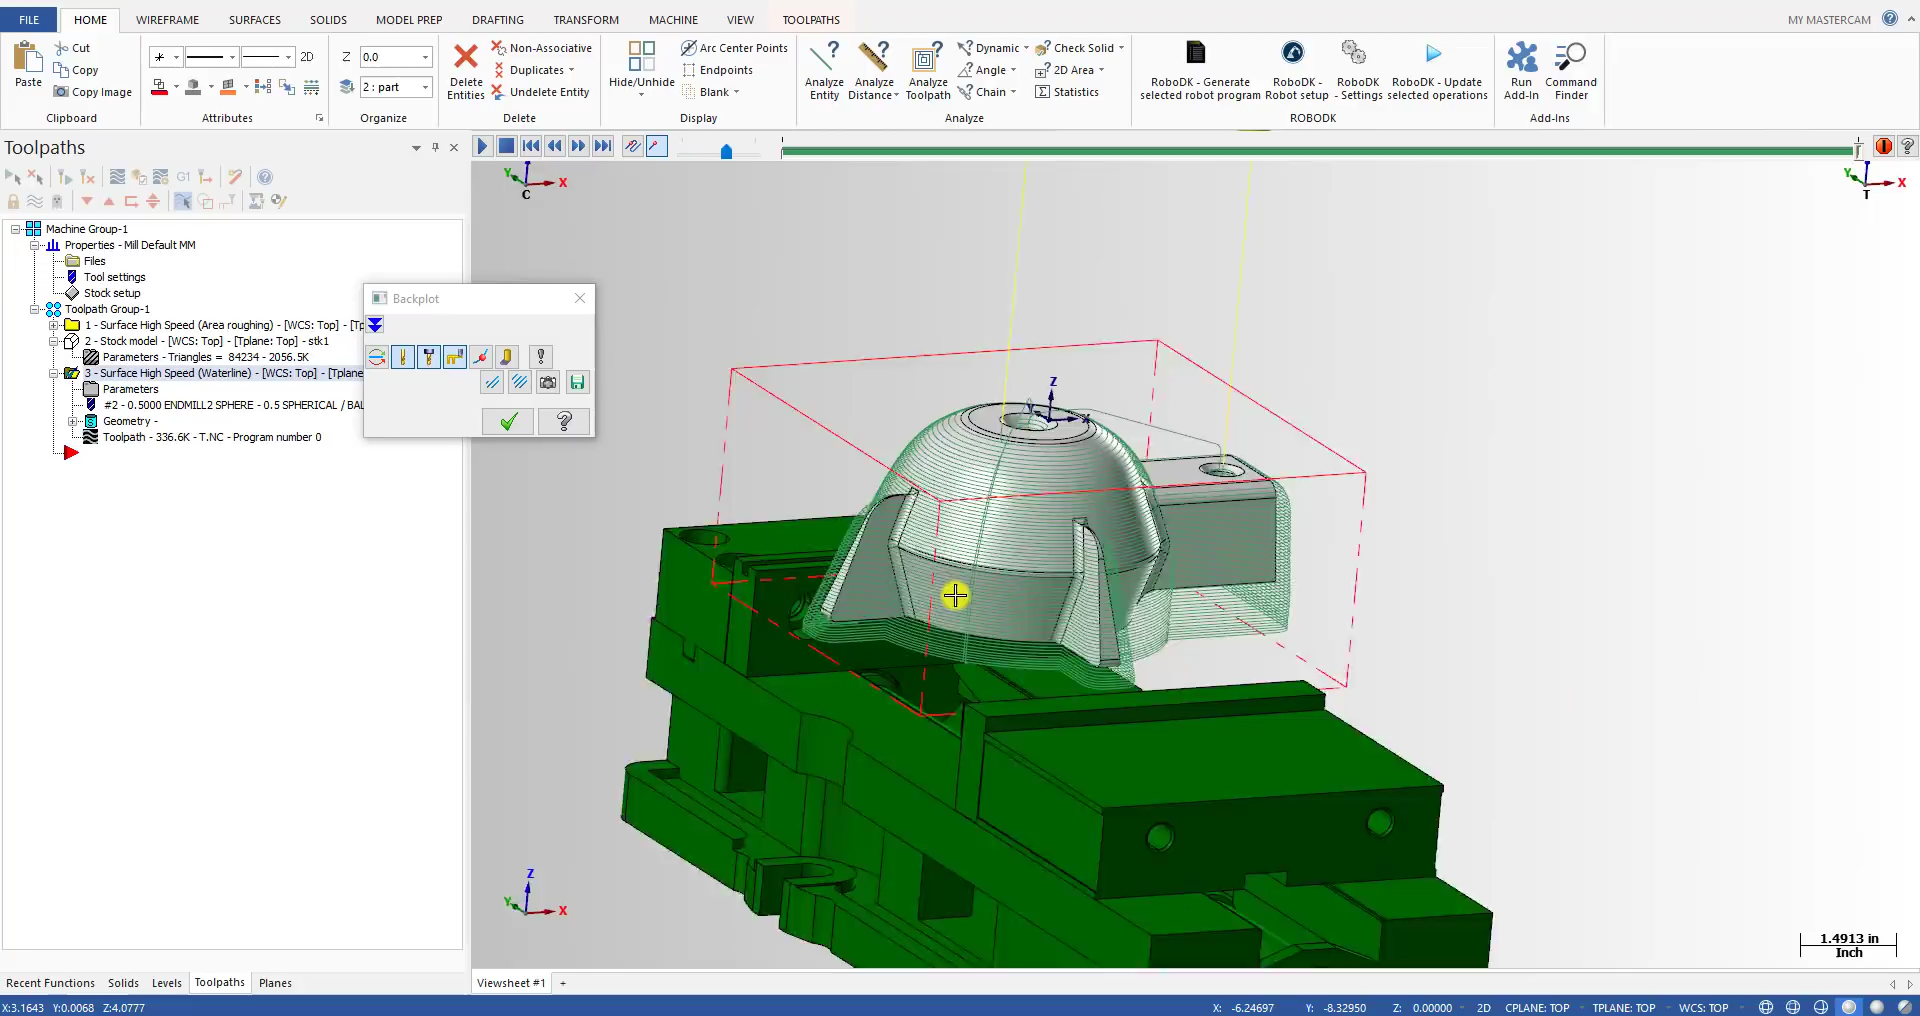 FILE HOME WIREFRAME SURFACES SOLIDS MODEL PREP DRAFTING TRANSFORM MACHINE VIEW TOOLPATHS MY MASTERCAM
Paste
Cut
Copy
Copy Image
Clipboard
2D
Attributes
Z 0.0
2 : part
Organize
Delete Entities
Non-Associative
Duplicates
Undelete Entity
Delete
Hide/Unhide
Arc Center Points
Endpoints
Blank
Display
Analyze Entity
Analyze Distance
Analyze Toolpath
Dynamic
Angle
Chain
Check Solid
2D Area
Statistics
Analyze
RoboDK - Generate selected robot program
RoboDK - Robot setup
RoboDK - Settings
RoboDK - Update selected operations
ROBODK
Run Add-In
Command Finder
Add-Ins
Toolpaths
G1
Machine Group-1
Properties - Mill Default MM
Files
Tool settings
Stock setup
Toolpath Group-1
1 - Surface High Speed (Area roughing) - [WCS: Top] - [Tp
2 - Stock model - [WCS: Top] - [Tplane: Top] - stk1
Parameters - Triangles = 84234 - 2056.5K
3 - Surface High Speed (Waterline) - [WCS: Top] - [Tplane
Parameters
#2 - 0.5000 ENDMILL2 SPHERE - 0.5 SPHERICAL / BAL
Geometry -
Toolpath - 336.6K - T.NC - Program number 0
Backplot
Y X
C
Y X
T
Z
X
Z
Y X
1.4913 in
Inch
Recent Functions Solids Levels Toolpaths Planes
Viewsheet #1 +
X:3.1643 Y:0.0068 Z:4.0777
X: -6.24697 Y: -8.32950 Z: 0.00000 2D CPLANE: TOP TPLANE: TOP WCS: TOP